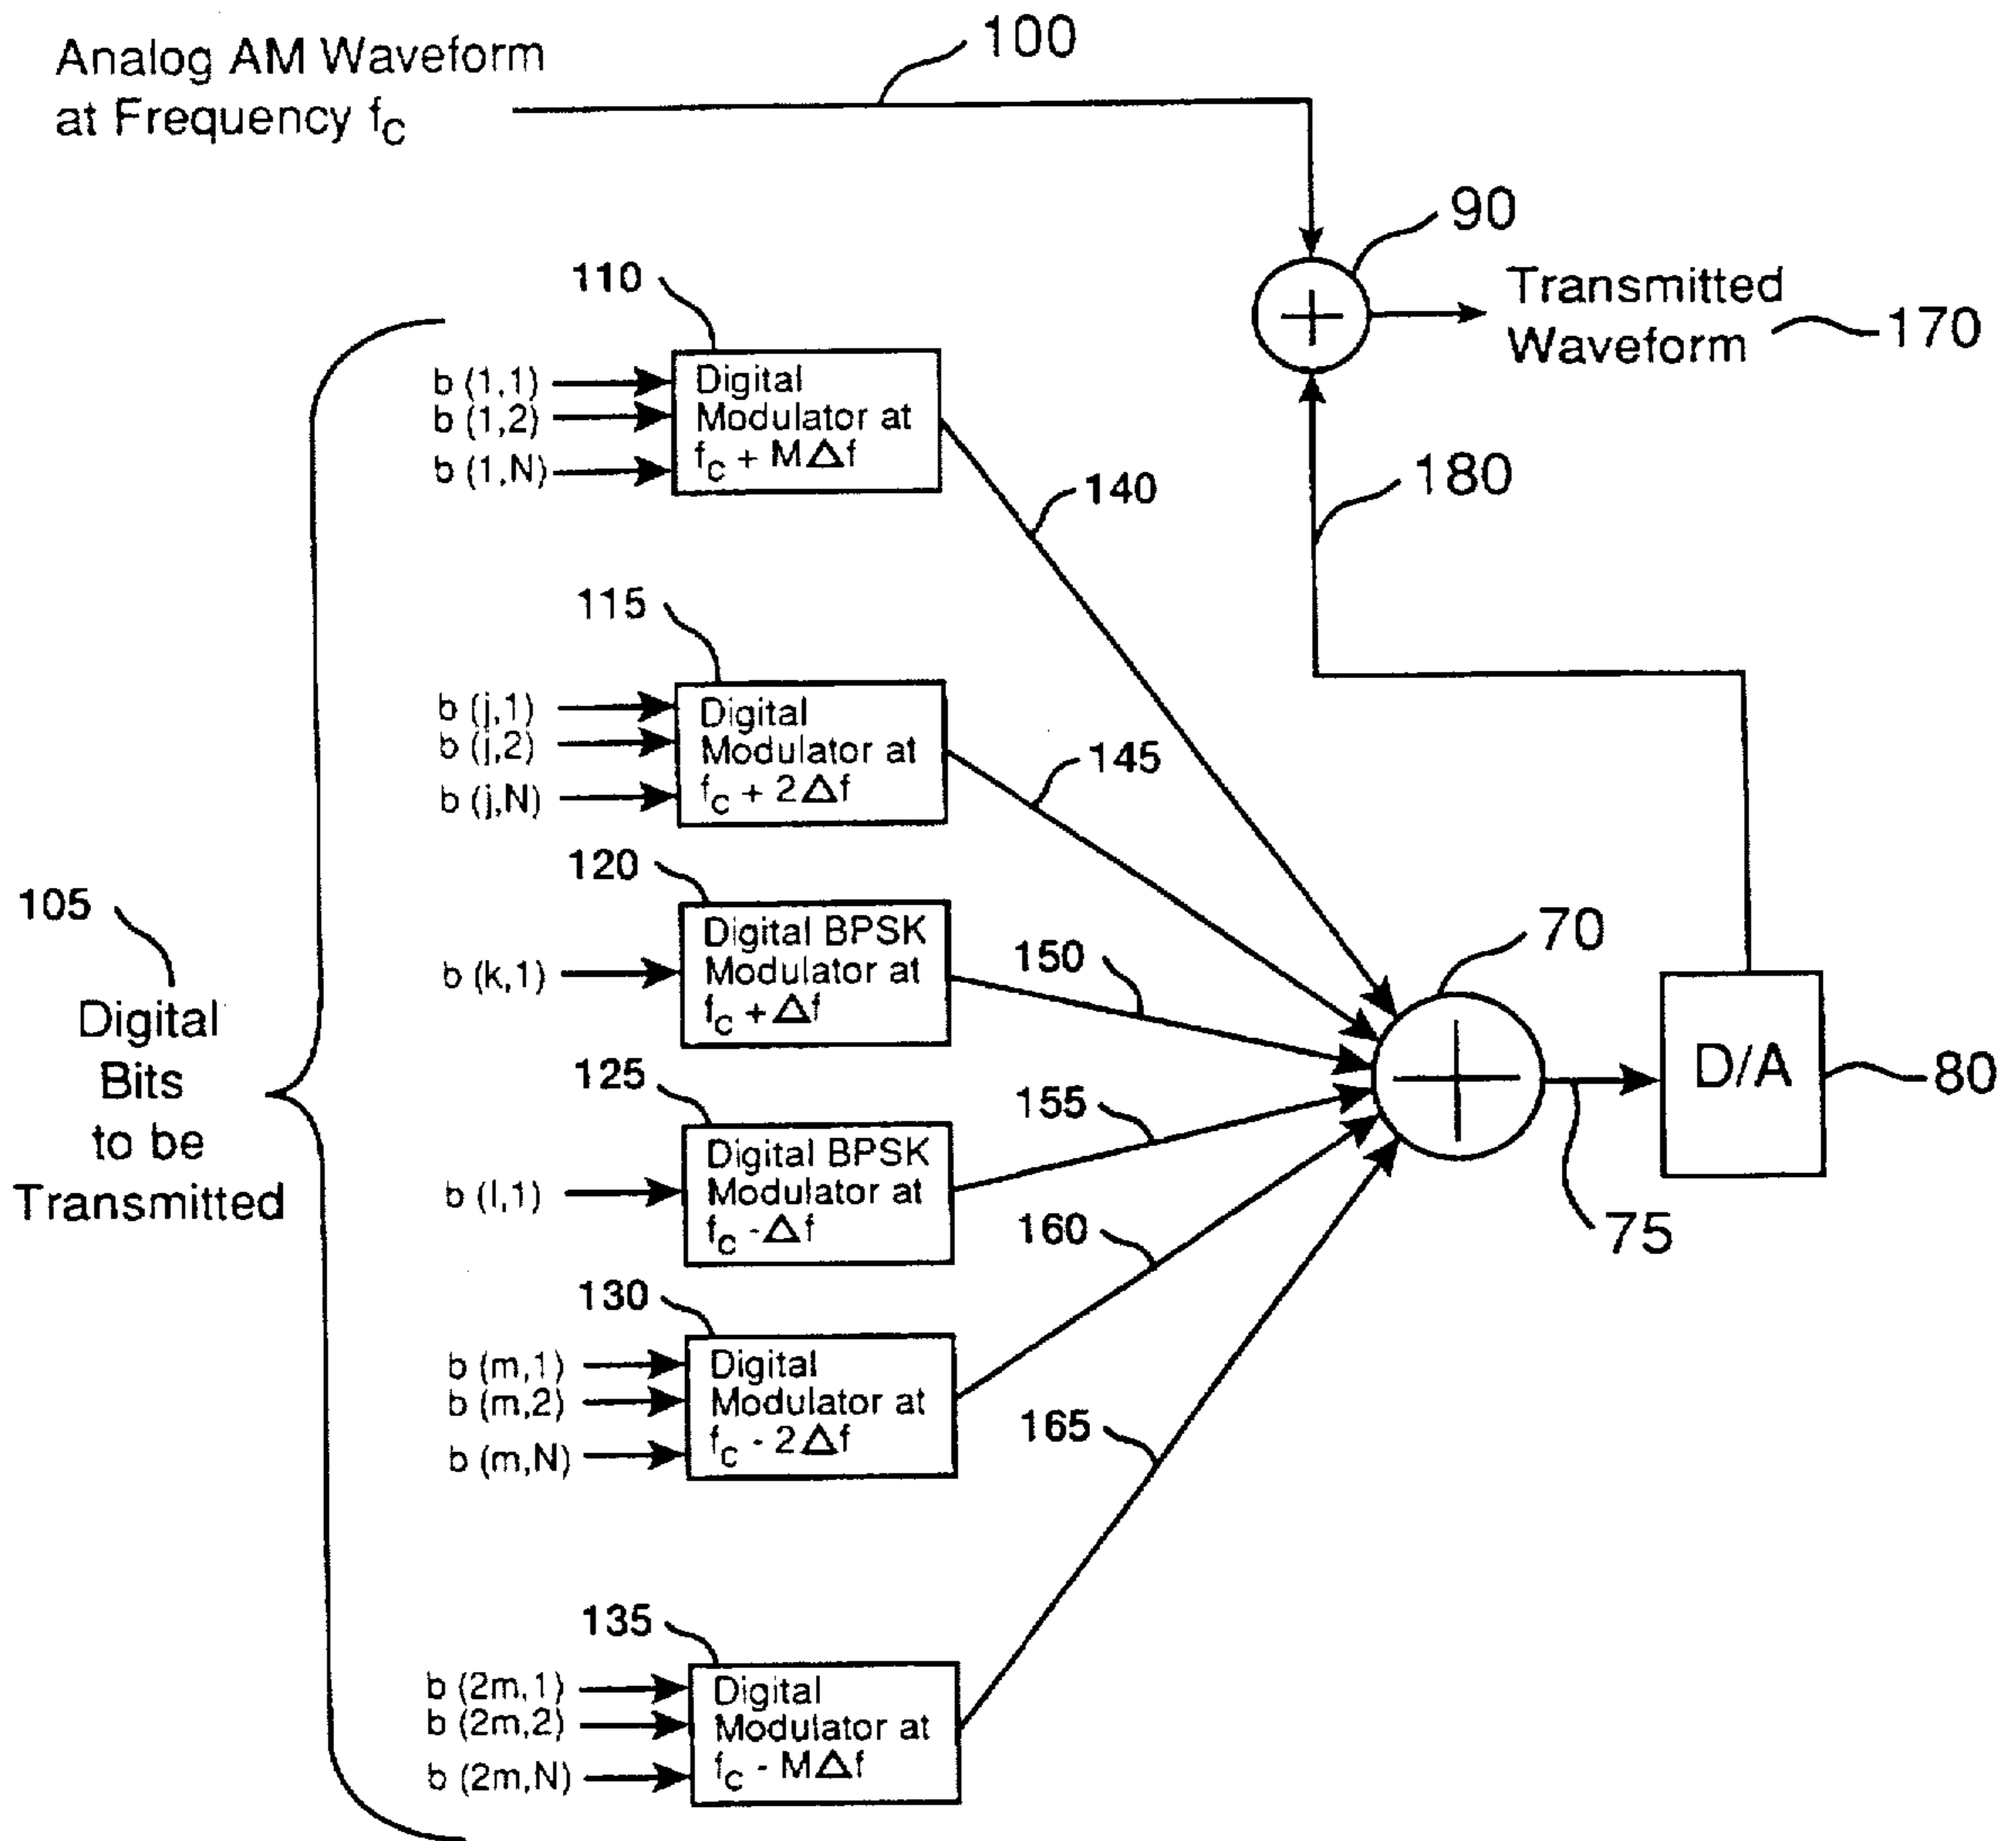 Analog AM Waveform
at Frequency fC
100
90
Transmitted
Waveform
170
180
110
b (1,1)
b (1,2)
b (1,N)
Digital
Modulator at
fC + MΔf
140
115
b (j,1)
b (j,2)
b (j,N)
Digital
Modulator at
fC + 2Δf
145
120
b (k,1)
Digital BPSK
Modulator at
fC + Δf
150
105
Digital
Bits
to be
Transmitted
70
D/A
80
75
125
b (l,1)
Digital BPSK
Modulator at
fC - Δf
155
130
b (m,1)
b (m,2)
b (m,N)
Digital
Modulator at
fC - 2Δf
160
165
135
b (2m,1)
b (2m,2)
b (2m,N)
Digital
Modulator at
fC - MΔf